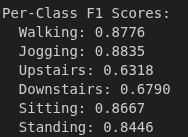 Per-Class F1 Scores:
  Walking: 0.8776
  Jogging: 0.8835
  Upstairs: 0.6318
  Downstairs: 0.6790
  Sitting: 0.8667
  Standing: 0.8446